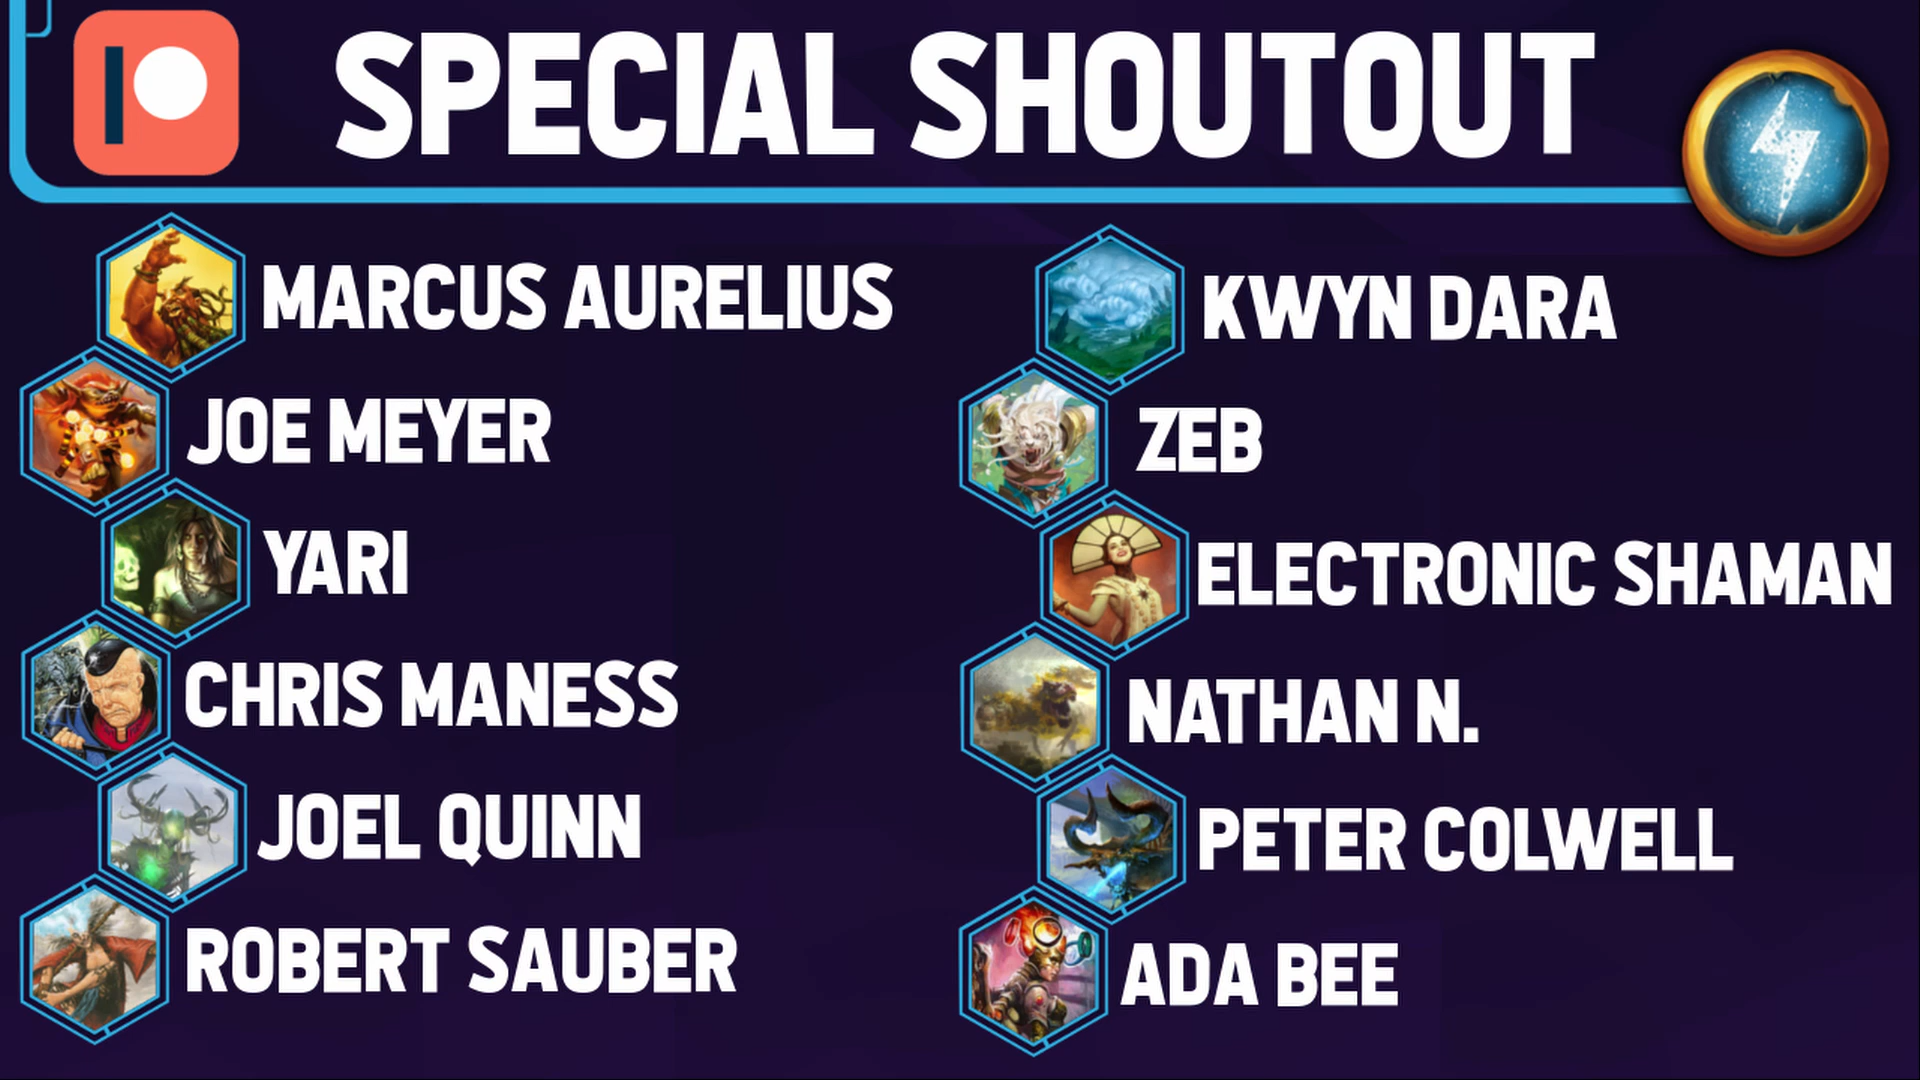 SPECIAL SHOUTOUT
MARCUS AURELIUS
JOE MEYER
YARI
CHRIS MANESS
JOEL QUINN
ROBERT SAUBER
KWYN DARA
ZEB
ELECTRONIC SHAMAN
NATHAN N.
PETER COLWELL
ADA BEE